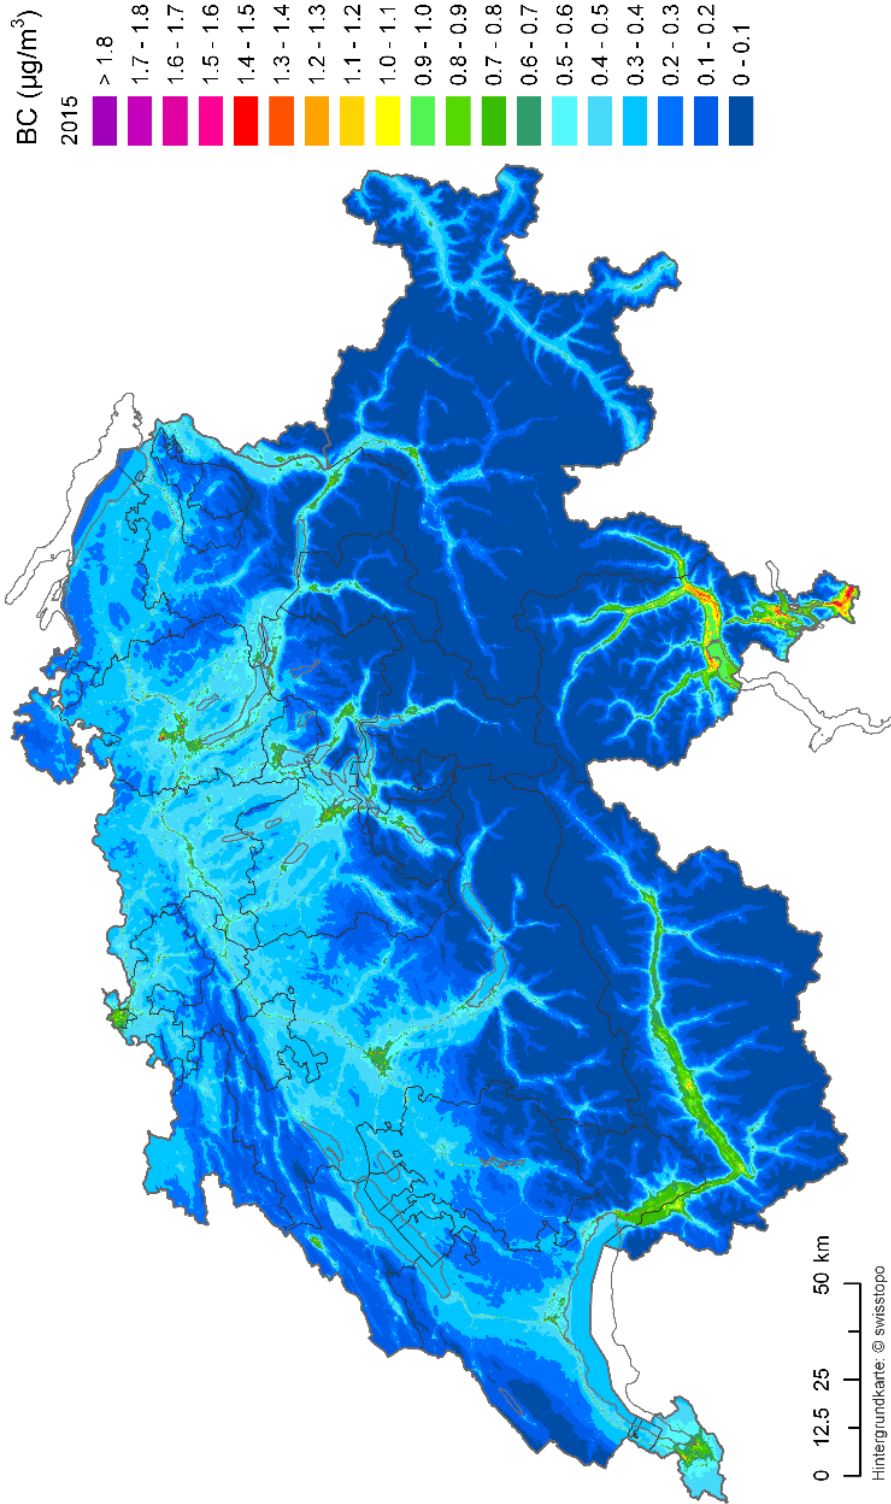 BC (µg/m³)
2015
> 1.8
1.7 - 1.8
1.6 - 1.7
1.5 - 1.6
1.4 - 1.5
1.3 - 1.4
1.2 - 1.3
1.1 - 1.2
1.0 - 1.1
0.9 - 1.0
0.8 - 0.9
0.7 - 0.8
0.6 - 0.7
0.5 - 0.6
0.4 - 0.5
0.3 - 0.4
0.2 - 0.3
0.1 - 0.2
0 - 0.1
0 12.5 25 50 km
Hintergrundkarte: © swisstopo